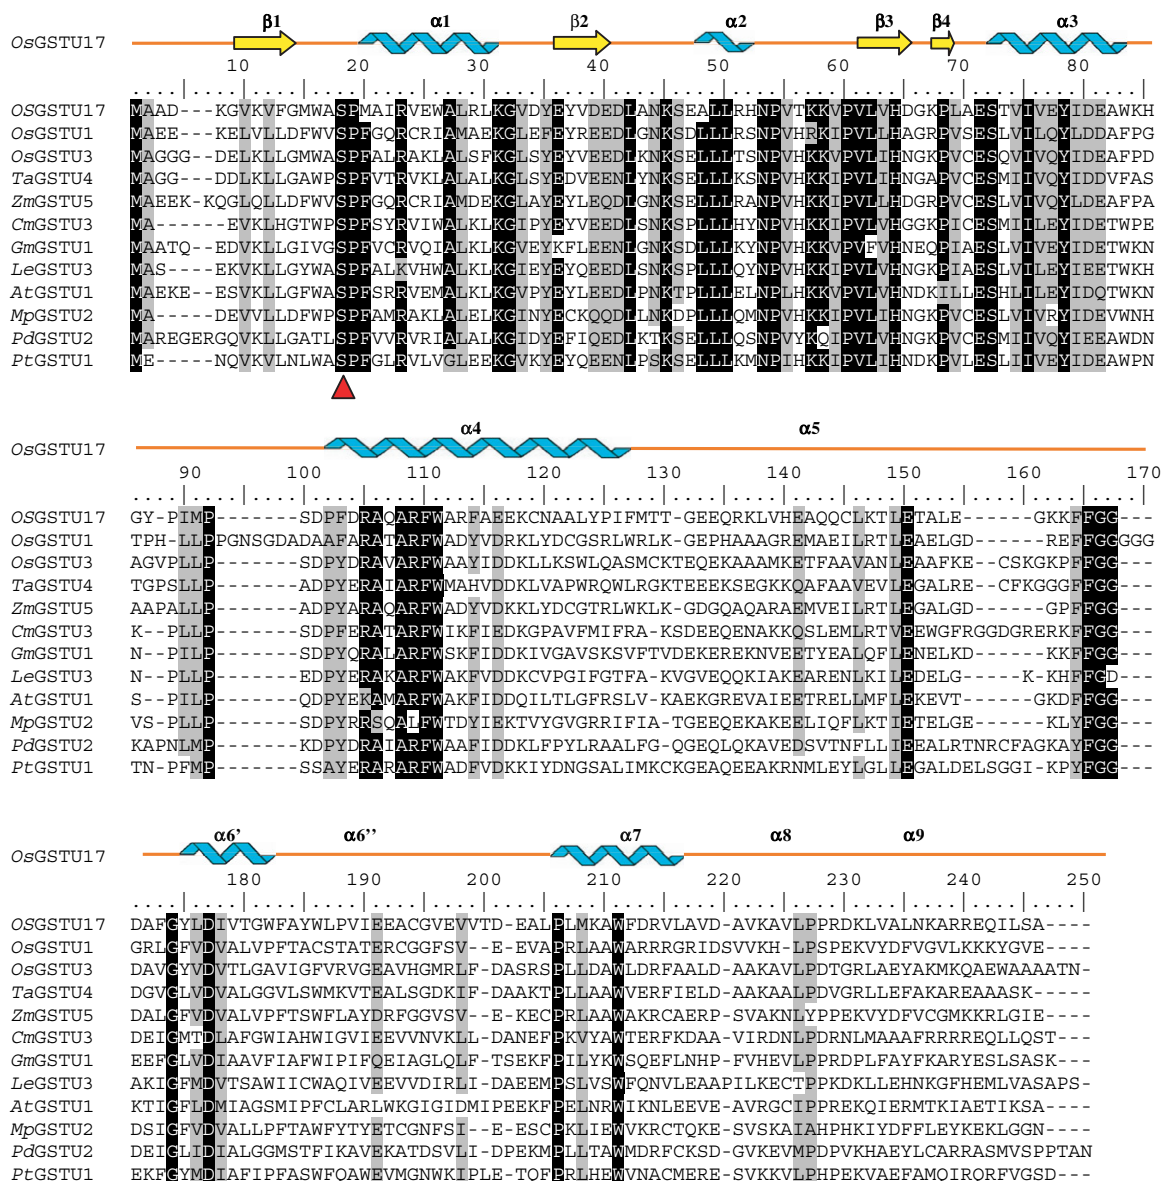 β1 α1 β2 α2 β3 β4 α3
OsGSTU17
10 20 30 40 50 60 70 80
OSGSTU17 MAAD---KGVKVFGMWASPMAIRVEWALRLKGVDYEYVDEDLANKSEALLRHNPVTKKVPVLVHDGKPLAESTVIVEYIDEAWKH
OsGSTU1 MAEE---KELVLLDFWVSPFGQRCRIAMAEKGLEFEYREEDLGNKSDLLLRSNPVHRKIPVLLHAGRPVSESLVILQYLDDAFPG
OsGSTU3 MAGGG--DELKLLGMWASPFALRAKLALSFKGLSYEYVEEDLKNKSELLLTSNPVHKKVPVLIHNGKPVCESQVIVQYIDEAFPD
TaGSTU4 MAGG---DDLKLLGAWPSPFVTRVKLALALKGLSYEDVEENLYNKSELLLKSNPVHKKIPVLIHNGAPVCESMIIVQYIDDVFAS
ZmGSTU5 MAEEK-KQGLQLLDFWVSPFGQRCRIAMDEKGLAYEYLEQDLGNKSELLLRANPVHKKIPVLLHDGRPVCESLVIVQYLDEAFPA
CmGSTU3 MA-----EVKLHGTWPSPFSYRVIWALKLKGIPYEYVEEDLSNKSPLLLHYNPVHKKIPVLVHGGKPICESMIILEYLDETWPE
GmGSTU1 MAATQ--EDVKLLGIVGSPFVCRVQIALKLKGVEYKFLEENLGNKSDLLLKYNPVHKKVPVFVHNEQPIAESLVIVEYIDETWKN
LeGSTU3 MAS----EKVKLLGYWASPFALKVHWALKLKGIEYEYQEEDLSNKSPLLLQYNPVHKKIPVLVHNGKPIAESLVILEYIEETWKH
AtGSTU1 MAEKE--ESVKLLGFWASPFSRRVEMALKLKGVPYEYLEEDLPNKTPLLLELNPLHKKVPVLVHNDKILLESHLILEYIDQTWKN
MpGSTU2 MA-----DEVVLLDFWPSPFAMRAKLALEIKGINYECKQQDLLNKDPLLLQMNPVHKKIPVLVHNGKPVCESLVIVRYIDEVWNH
PdGSTU2 MAREGERGQVKLLGATLSPFVVRVRIALALKGIDYEFIQEDLKTKSELLLQSNPVYKQIPVLVHNGKPVCESMIIVQYIEEAWDN
PtGSTU1 ME-----NQVKVLNLWASPFGLRVLVGLEEKGVKYEYQEENLPSKSELLLQMNPIHKKIPVLIHNDKPVLESMIIVEYIDEAWPN
α4 α5
OsGSTU17
90 100 110 120 130 140 150 160 170
OSGSTU17 GY-PIMP-------SDPFDRAQARFWARFAEEKCNAALYPIFMTT-GEEQRKLVHEAQQCLKTLETALE-----GKKFFGG---
OsGSTU1 TPH-LLPPGNSGDADAAFARATARFWADYVDRKLYDCGSRLWRLK-GEPHAAAGREMAEILRTLEAELGD-----REFFGGGGG
OsGSTU3 AGVPLLP-------SDPYDRAVARFWAAYIDDKLLKSWLQASMCKTEQEKAAAMKETFAAVANLEAAFKE--CSKGKPFFGG---
TaGSTU4 TGPSLLP-------ADPYERAIARFWMAHVDDKLVAPWRQWLRGKTEEEKSEGKKQAFAAVEVLEGALRE--CFKGGGFFGG---
ZmGSTU5 AAPALLP-------ADPYARAQARFWADYVDKKLYDCGTRLWKLK-GDGQAQARAEMVEILRTLEGALGD-----GPFFGG---
CmGSTU3 K--PLLP-------SDPFERATARFWIKFIEDKGPAVFMIFRA-KSDEEQENAKKQSLEMLRTVEEWGFRGGDGRERKFFGG---
GmGSTU1 N--PILP-------SDPYQRALARFWSKFIDDKIVGAVSKSVFTVDEKEREKNVEETYEALQFLENELKD-----KKFFGG---
LeGSTU3 N--PLLP-------EDPYERAKARFWAKFVDDKCVPGIFGTFA-KVGVEQQKIAKEARENLKILEDELG-----K-KHFGD---
AtGSTU1 S--PILP-------QDPYEKAMARFWAKFIDDQILTLGFRSLV-KAEKGREVAIEETRELLMFLEKEVT-----GKDFFGG---
MpGSTU2 VS-PLLP-------SDPYRRSQALFWTDYIEKTVYGVGRRIFIA-TGEEQEKAKEELIQFLKTIETELGE-----KLYFGG---
PdGSTU2 KAPNLMP-------KDPYDRAIARFWAAFIDDKLFPYLRAALFG-QGEQLQKAVEDSVTNFLLIEEALRTNRCFAGKAYFGG---
PtGSTU1 TN-PFMP-------SSAYERARARFWADFVDKKIYDNGSALIMKCKGEAQEEAKRNMLEYLGLLEGALDELSGGI-KPYFGG---
α6’ α6’’ α7 α8 α9
OsGSTU17
180 190 200 210 220 230 240 250
OSGSTU17 DAFGYLDIVTGWFAYWLPVIEEACGVEVVTD-EALPLMKAWFDRVLAVD-AVKAVLPPRDKLVALNKARREQILSA----
OsGSTU1 GRLGFVDVALVPFTACSTATERCGGFSV--E-EVAPRLAAWARRRGRIDSVVKH-LPSPEKVYDFVGVLKKKYGVE----
OsGSTU3 DAVGYVDVTLGAVIGFVRVGEAVHGMRLF-DASRSPLLDAWLDRFAALD-AAKAVLPDTGRLAEYAKMKQAEWAAAATN-
TaGSTU4 DGVGLVDVALGGVLSWMKVTEALSGDKIF-DAAKTPLLAAWVERFIELD-AAKAALPDVGRLLEFAKAREAAASK-----
ZmGSTU5 DALGFVDVALVPFTSWFLAYDRFGGVSV--E-KECPRLAAWAKRCAERP-SVAKNLYPPEKVYDFVCGMKKRLGIE----
CmGSTU3 DEIGMTDLAFGWIAHWIGVIEEVVNVKLL-DANEFPKVYAWTERFKDAA-VIRDNLPDRNLMAAAFRRRREQLLQST---
GmGSTU1 EEFGLVDIAAVFIAFWIPIFQEIAGLQLF-TSEKFPILYKWSQEFLNHP-FVHEVLPPRDPLFAYFKARYESLSASK---
LeGSTU3 AKIGFMDVTSAWIICWAQIVEEVVDIRLI-DAEEMPSLVSWFQNVLEAAPILKECTPPKDKLLEHNKGFHEMLVASAPS-
AtGSTU1 KTIGFLDMIAGSMIPFCLARLWKGIGIDMIPEEKFPELNRWIKNLEEVE-AVRGCIPPREKQIERMTKIAETIKSA----
MpGSTU2 DSIGFVDVALLPFTAWFYTYETCGNFSI--E-ESCPKLIEWVKRCTQKE-SVSKAIAHPHKIYDFFLEYKEKLGGN----
PdGSTU2 DEIGLIDIALGGMSTFIKAVEKATDSVLI-DPEKMPLLTAWMDRFCKSD-GVKEVMPDPVKHAEYLCARRASMVSPPTAN
PtGSTU1 EKFGYMDIAFIPFASWFQAWEVMGNWKIPLE-TQFPRLHEWVNACMERE-SVKKVLPHPEKVAEFAMQIRQRFVGSD---